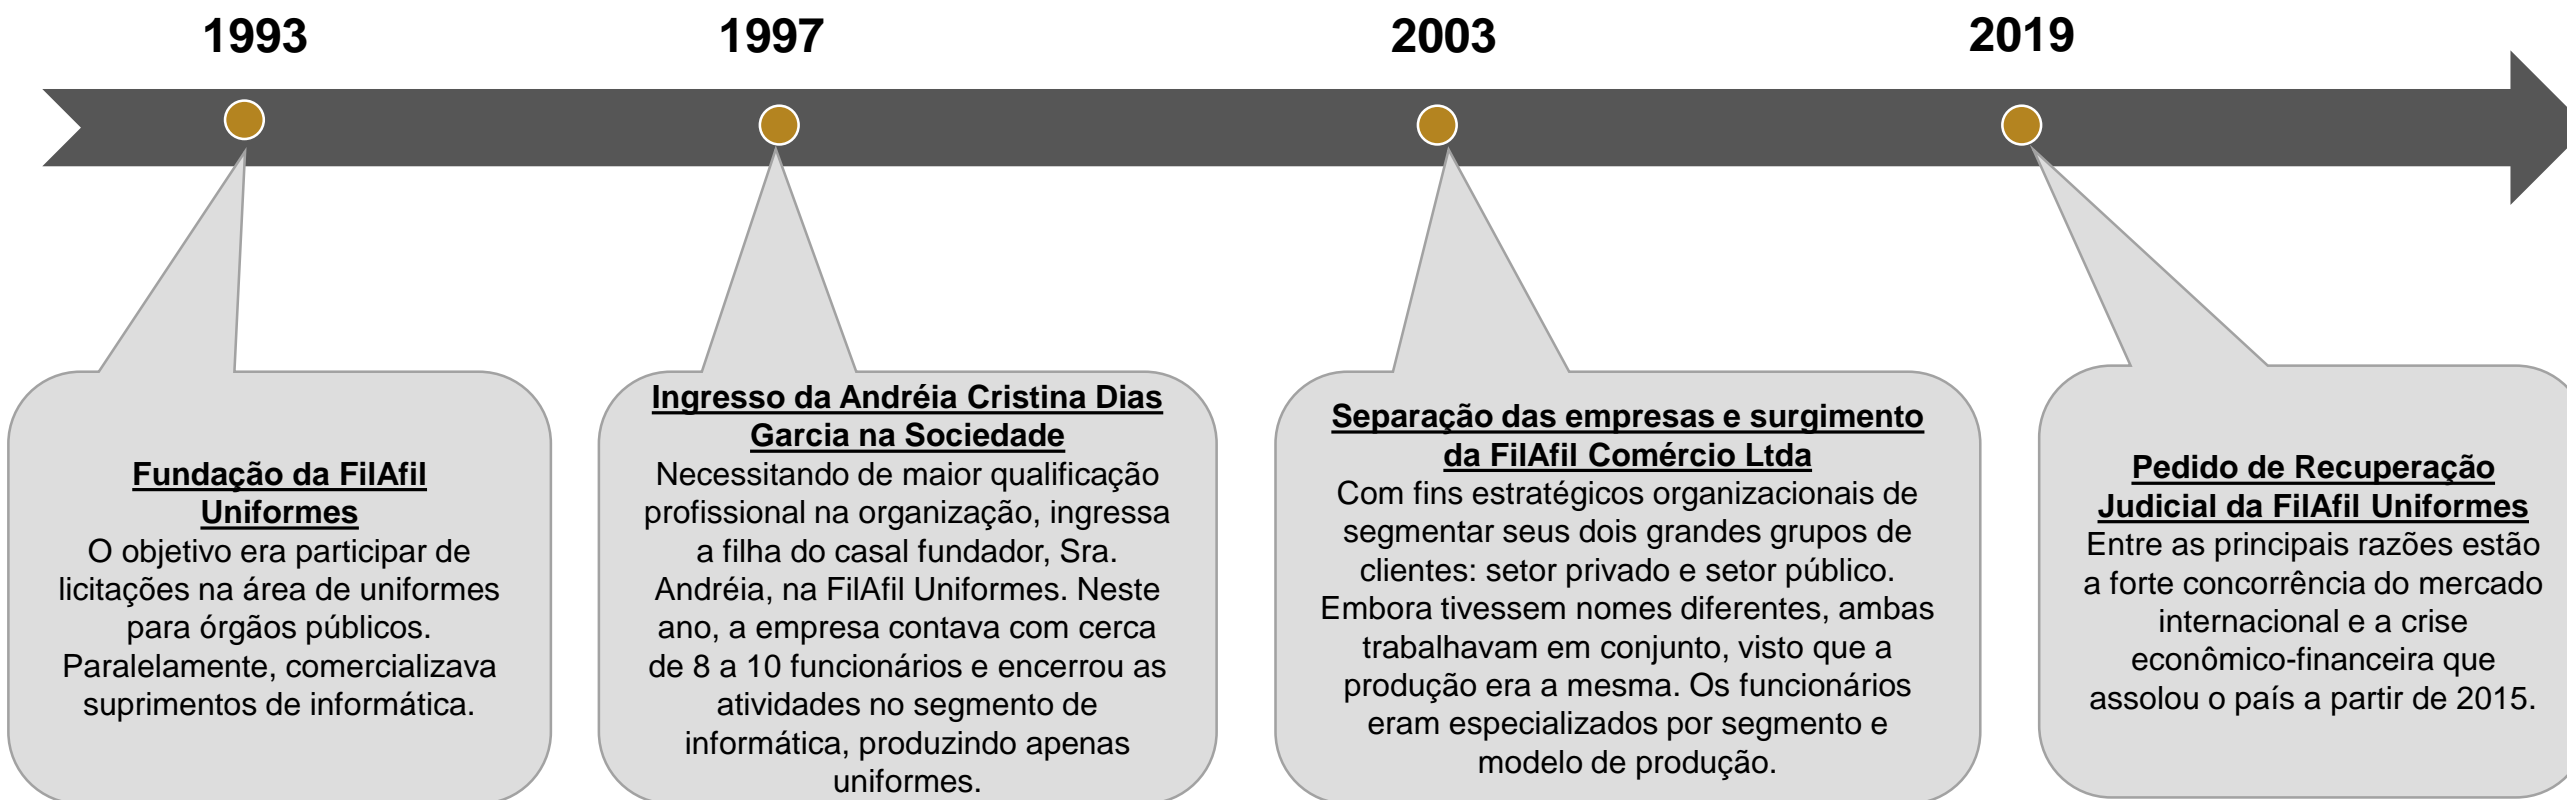 1993
Fundação da FilAfil
Uniformes
O objetivo era participar de
licitações na área de uniformes
para órgãos públicos.
Paralelamente, comercializava
suprimentos de informática.
1997
Ingresso da Andréia Cristina Dias
Garcia na Sociedade
Necessitando de maior qualificação
profissional na organização, ingressa
a filha do casal fundador, Sra.
Andréia, na FilAfil Uniformes. Neste
ano, a empresa contava com cerca
de 8 a 10 funcionários e encerrou as
atividades no segmento de
informática, produzindo apenas
uniformes.
2003
Separação das empresas e surgimento
da FilAfil Comércio Ltda
Com fins estratégicos organizacionais de
segmentar seus dois grandes grupos de
clientes: setor privado e setor público.
Embora tivessem nomes diferentes, ambas
trabalhavam em conjunto, visto que a
produção era a mesma. Os funcionários
eram especializados por segmento e
modelo de produção.
2019
Pedido de Recuperação
Judicial da FilAfil Uniformes
Entre as principais razões estão
a forte concorrência do mercado
internacional e a crise
econômico-financeira que
assolou o país a partir de 2015.